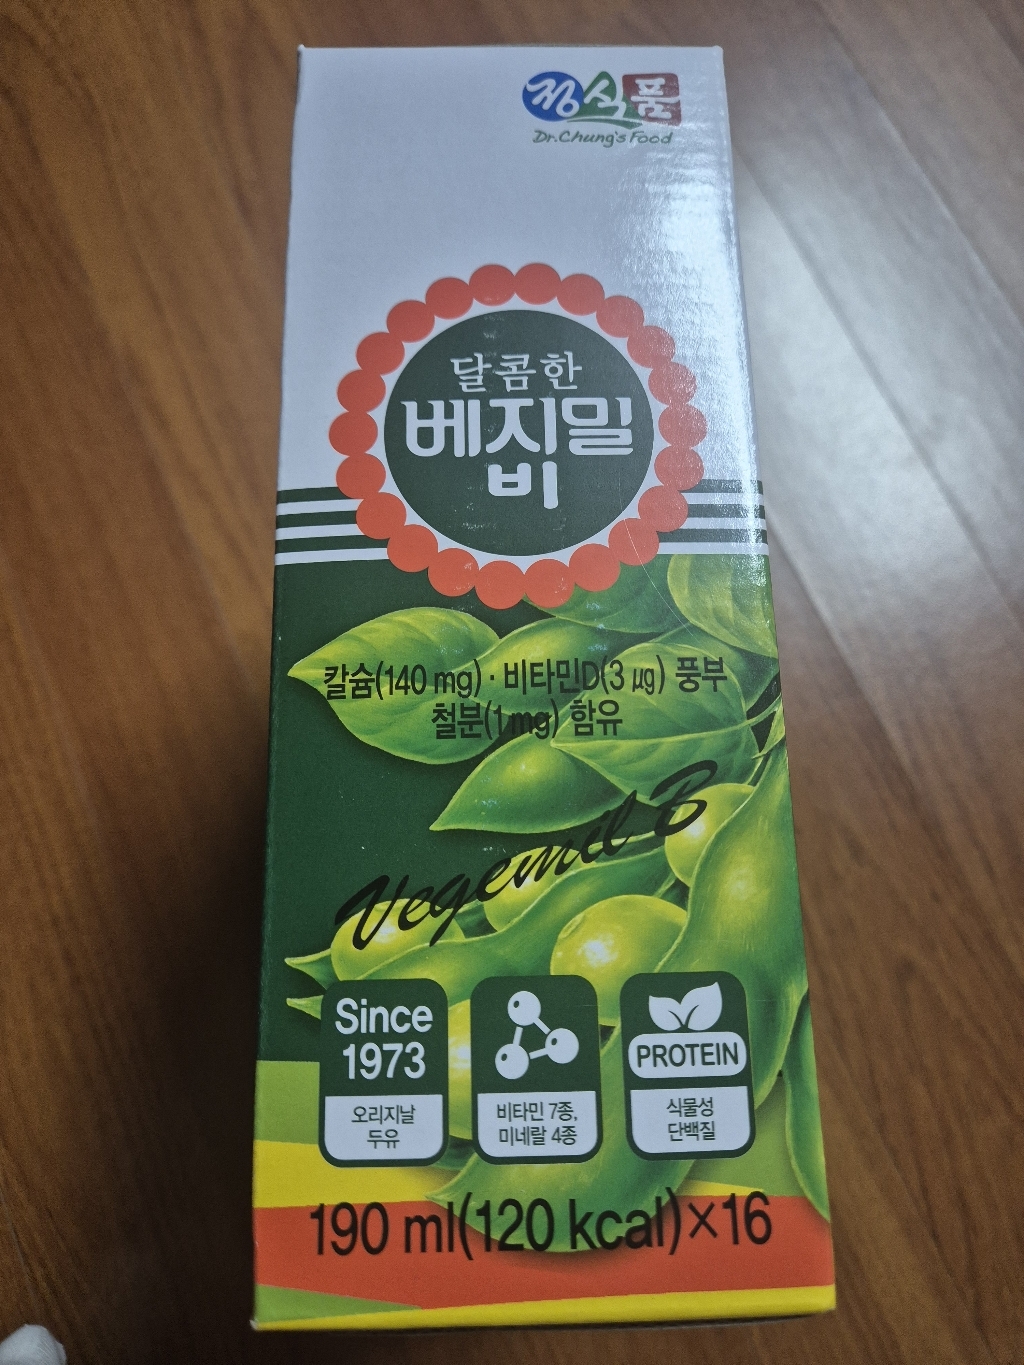 정식품
Dr.Chung's Food
달콤한
베지밀
비
칼슘(140 mg)·비타민D(3 ㎍) 풍부
철분(1 mg) 함유
Vegemil B
Since
1973
오리지날
두유
비타민 7종,
미네랄 4종
PROTEIN
식물성
단백질
190 ml(120 kcal)×16